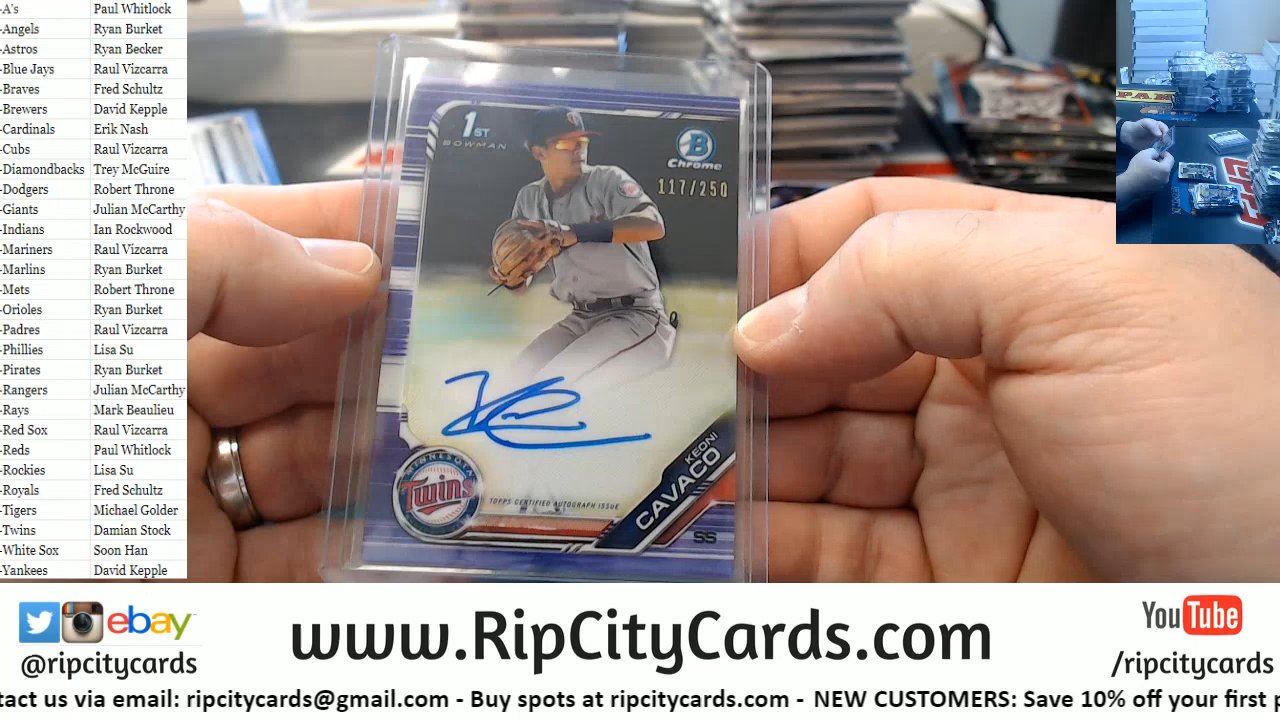 -A's Paul Whitlock
-Angels Ryan Burket
-Astros Ryan Becker
-Blue Jays Raul Vizcarra
-Braves Fred Schultz
-Brewers David Kepple
-Cardinals Erik Nash
-Cubs Raul Vizcarra
-Diamondbacks Trey McGuire
-Dodgers Robert Throne
-Giants Julian McCarthy
-Indians Ian Rockwood
-Mariners Raul Vizcarra
-Marlins Ryan Burket
-Mets Robert Throne
-Orioles Ryan Burket
-Padres Raul Vizcarra
-Phillies Lisa Su
-Pirates Ryan Burket
-Rangers Julian McCarthy
-Rays Mark Beaulieu
-Red Sox Raul Vizcarra
-Reds Paul Whitlock
-Rockies Lisa Su
-Royals Fred Schultz
-Tigers Michael Golder
-Twins Damian Stock
-White Sox Soon Han
-Yankees David Kepple
1ST
BOWMAN
B
Chrome
117/250
MINNESOTA
Twins
TOPPS CERTIFIED AUTOGRAPH ISSUE
KEONI
CAVACO
SS
ebay
@ripcitycards
www.RipCityCards.com
YouTube
/ripcitycards
tact us via email: ripcitycards@gmail.com - Buy spots at ripcitycards.com - NEW CUSTOMERS: Save 10% off your first p